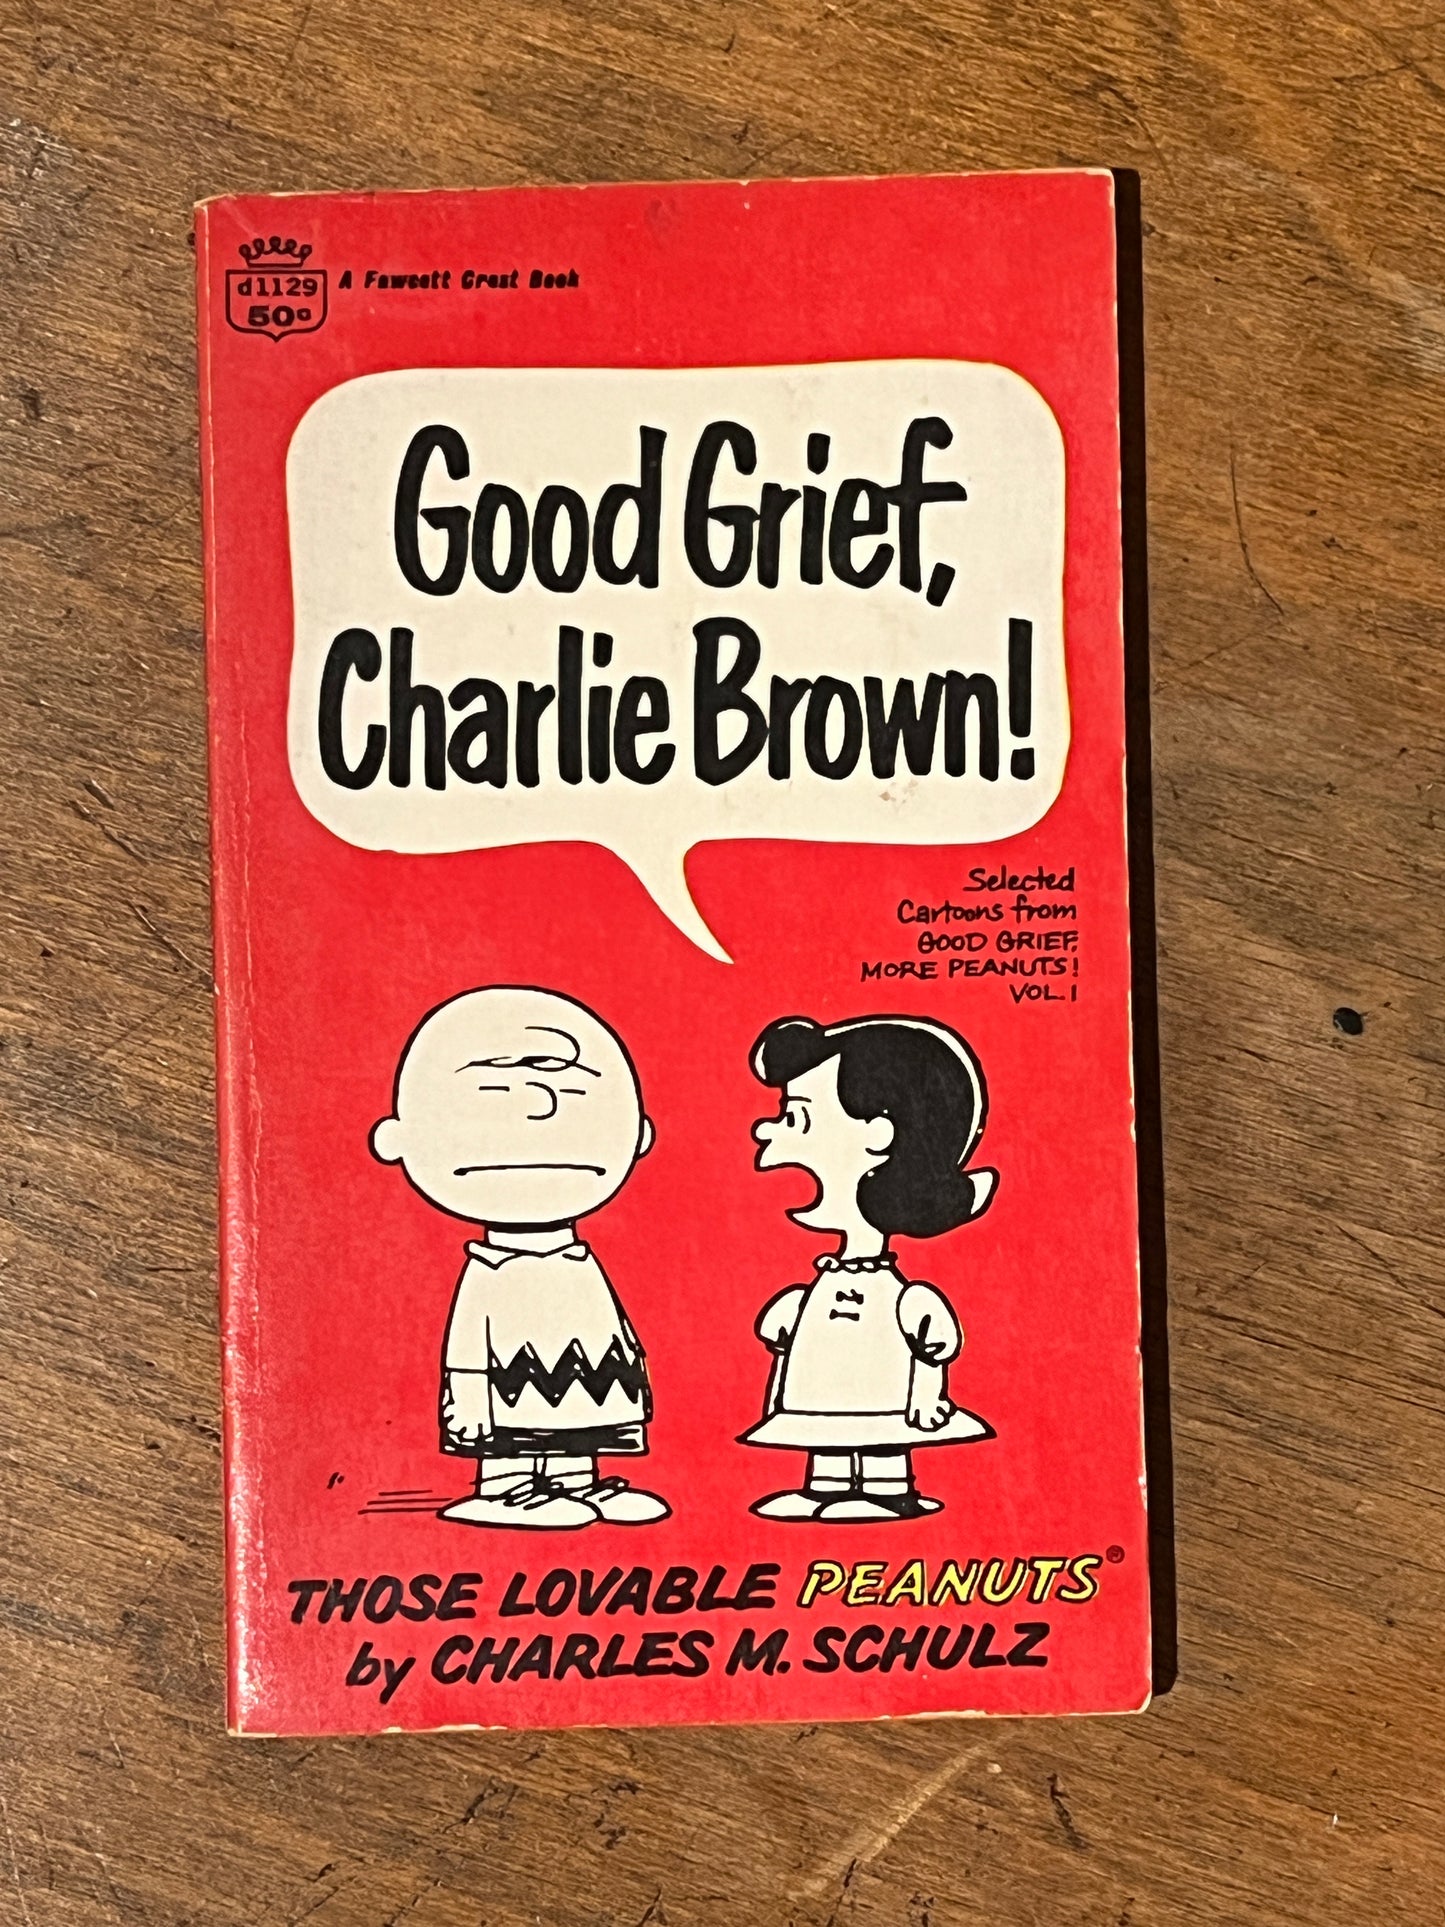 d1129
50¢
A Fawcett Crest Book
Good Grief,
Charlie Brown!
Selected
Cartoons from
GOOD GRIEF,
MORE PEANUTS!
VOL. I
THOSE LOVABLE PEANUTS®
by CHARLES M. SCHULZ